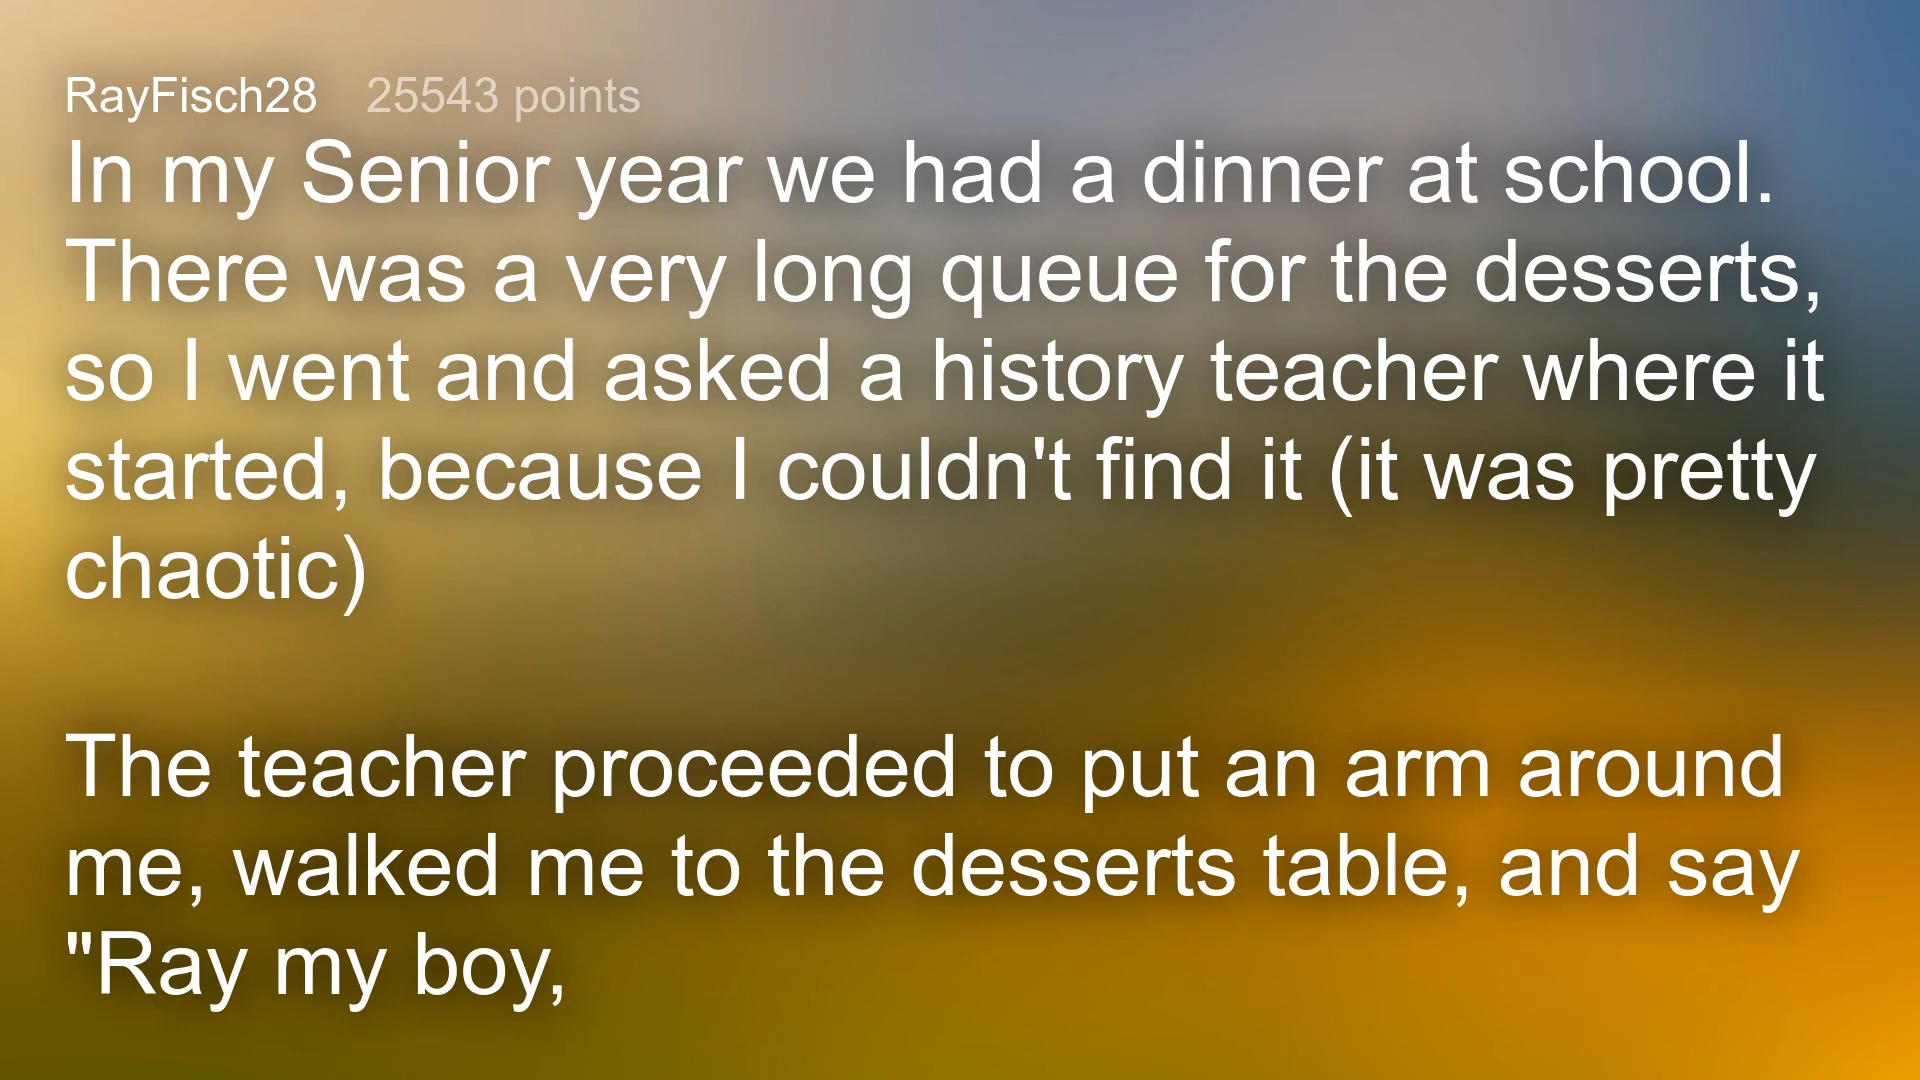 RayFisch28 25543 points
In my Senior year we had a dinner at school.
There was a very long queue for the desserts,
so I went and asked a history teacher where it
started, because I couldn't find it (it was pretty
chaotic)
The teacher proceeded to put an arm around
me, walked me to the desserts table, and say
"Ray my boy,